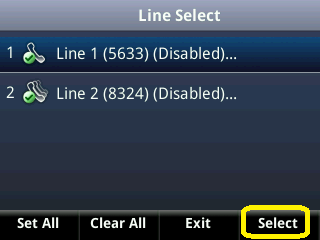 Line Select
1 Line 1 (5633) (Disabled)...
2 Line 2 (8324) (Disabled)...
Set All Clear All Exit Select